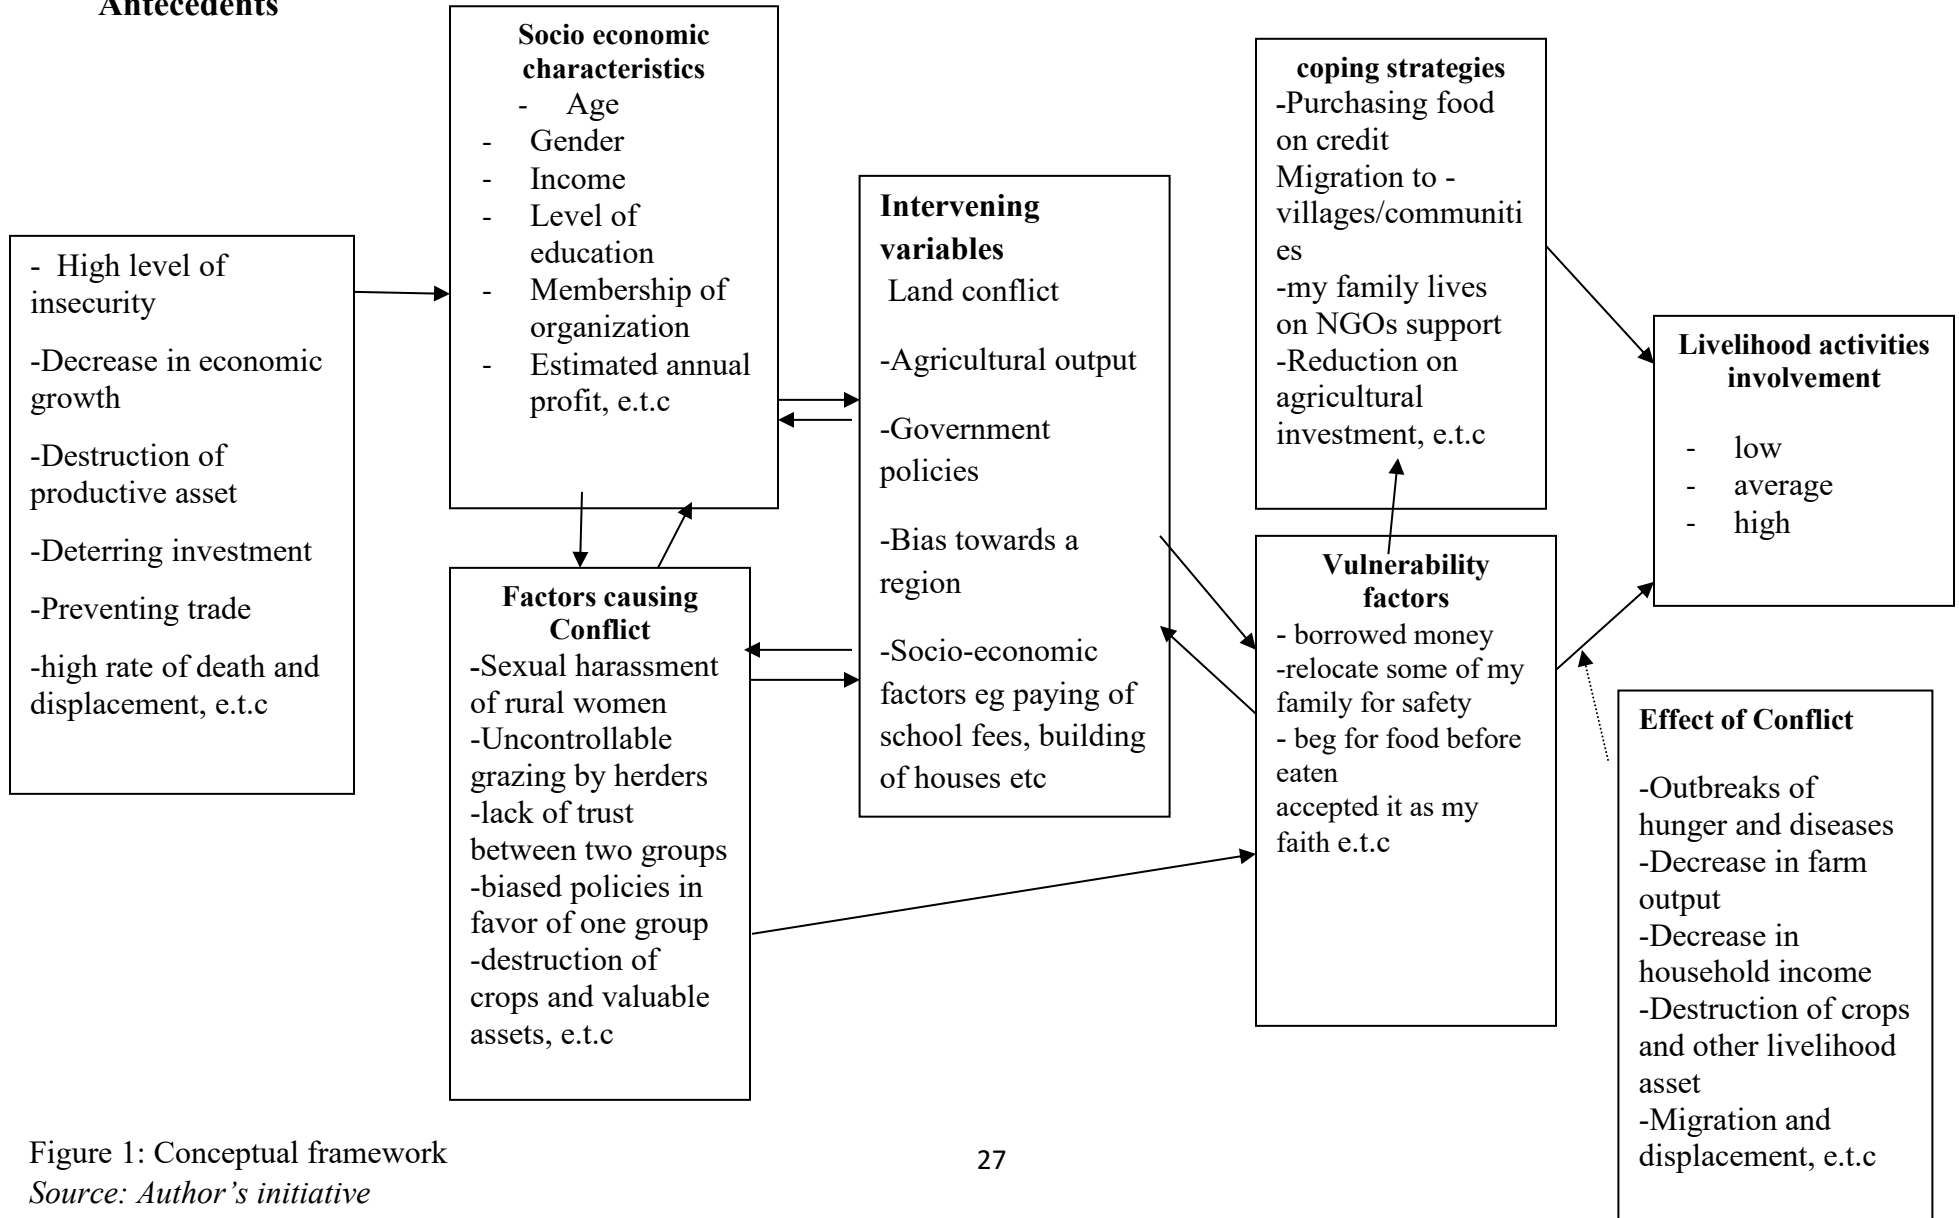 Antecedents
- High level of
insecurity
-Decrease in economic
growth
-Destruction of
productive asset
-Deterring investment
-Preventing trade
-high rate of death and
displacement, e.t.c
Socio economic
characteristics
- Age
- Gender
- Income
- Level of
education
- Membership of
organization
- Estimated annual
profit, e.t.c
Factors causing
Conflict
-Sexual harassment
of rural women
-Uncontrollable
grazing by herders
-lack of trust
between two groups
-biased policies in
favor of one group
-destruction of
crops and valuable
assets, e.t.c
Intervening
variables
Land conflict
-Agricultural output
-Government
policies
-Bias towards a
region
-Socio-economic
factors eg paying of
school fees, building
of houses etc
coping strategies
-Purchasing food
on credit
Migration to -
villages/communiti
es
-my family lives
on NGOs support
-Reduction on
agricultural
investment, e.t.c
Vulnerability
factors
- borrowed money
-relocate some of my
family for safety
- beg for food before
eaten
accepted it as my
faith e.t.c
Livelihood activities
involvement
- low
- average
- high
Effect of Conflict
-Outbreaks of
hunger and diseases
-Decrease in farm
output
-Decrease in
household income
-Destruction of crops
and other livelihood
asset
-Migration and
displacement, e.t.c
Figure 1: Conceptual framework
Source: Author's initiative
27